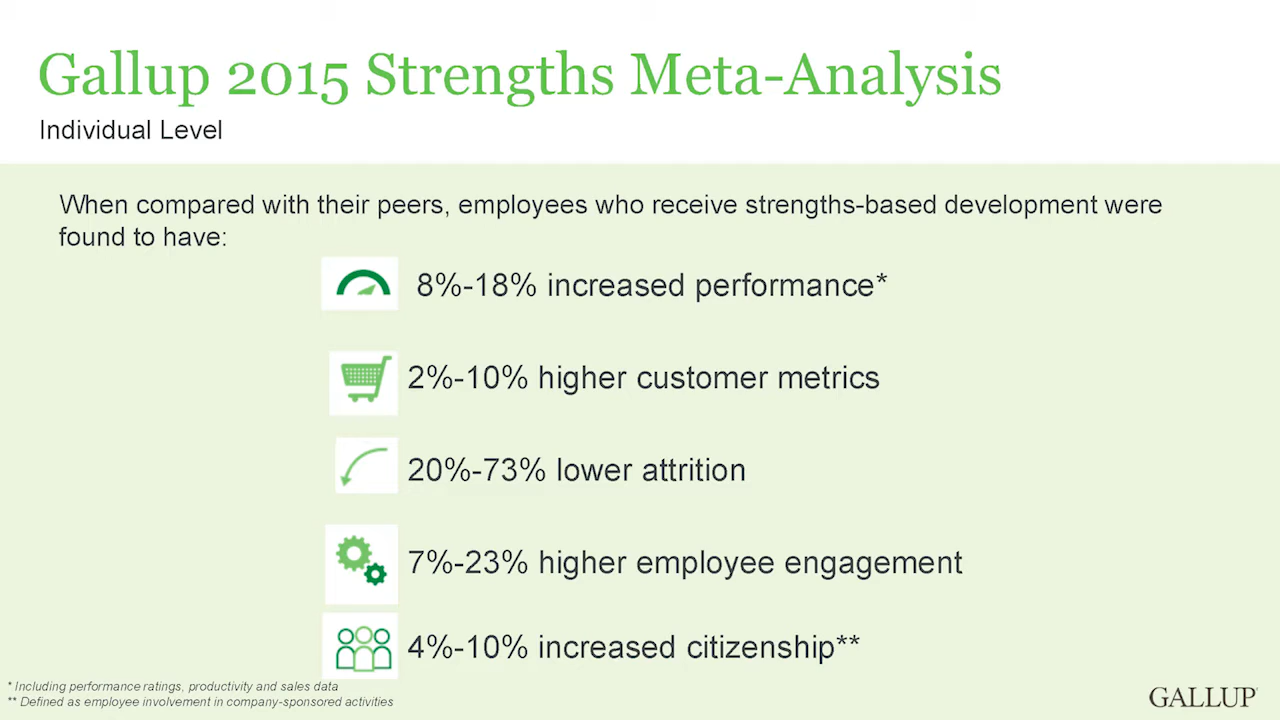 Gallup 2015 Strengths Meta-Analysis
Individual Level
When compared with their peers, employees who receive strengths-based development were
found to have:
8%-18% increased performance*
2%-10% higher customer metrics
20%-73% lower attrition
7%-23% higher employee engagement
4%-10% increased citizenship**
* Including performance ratings, productivity and sales data
** Defined as employee involvement in company-sponsored activities
GALLUP